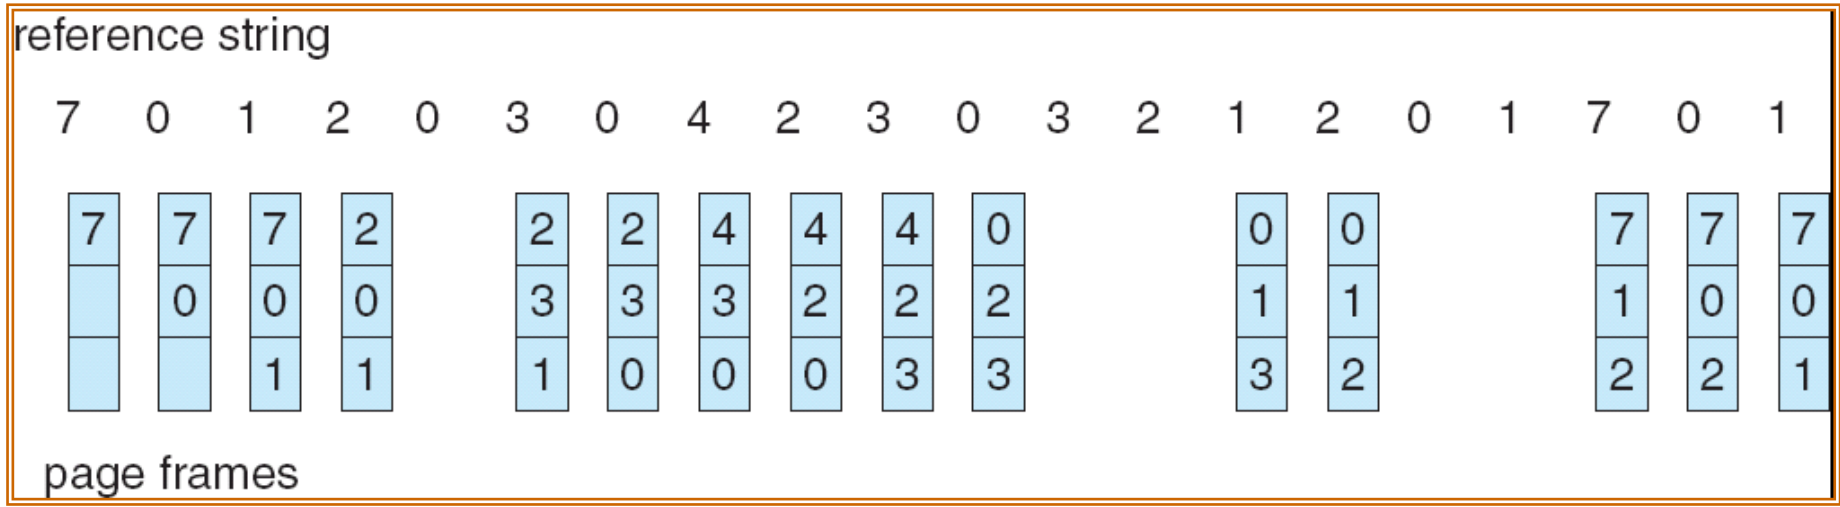 reference string
7 0 1 2 0 3 0 4 2 3 0 3 2 1 2 0 1 7 0 1
7 7 7 2 2 2 4 4 4 0 0 0 7 7 7
0 0 0 3 3 3 2 2 2 1 1 1 0 0
1 1 1 0 0 0 3 3 3 2 2 2 1
page frames